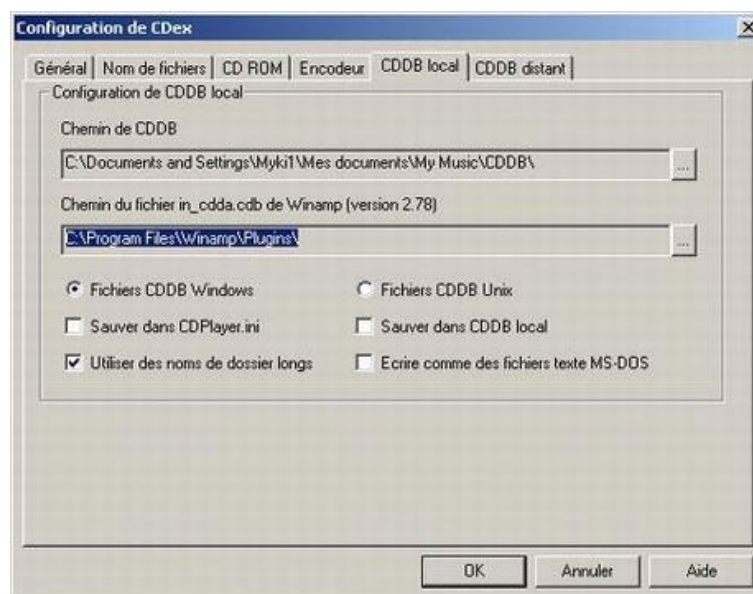 Configuration de CDex
Général Nom de fichiers CD ROM Encodeur CDDB local CDDB distant
Configuration de CDDB local
Chemin de CDDB
C:\Documents and Settings\Myki1\Mes documents\My Music\CDDB\
...
Chemin du fichier in_cdda.cdb de Winamp (version 2.78)
C:\Program Files\Winamp\Plugins\
...
Fichiers CDDB Windows Fichiers CDDB Unix
Sauver dans CDPlayer.ini Sauver dans CDDB local
Utiliser des noms de dossier longs Ecrire comme des fichiers texte MS-DOS
OK Annuler Aide